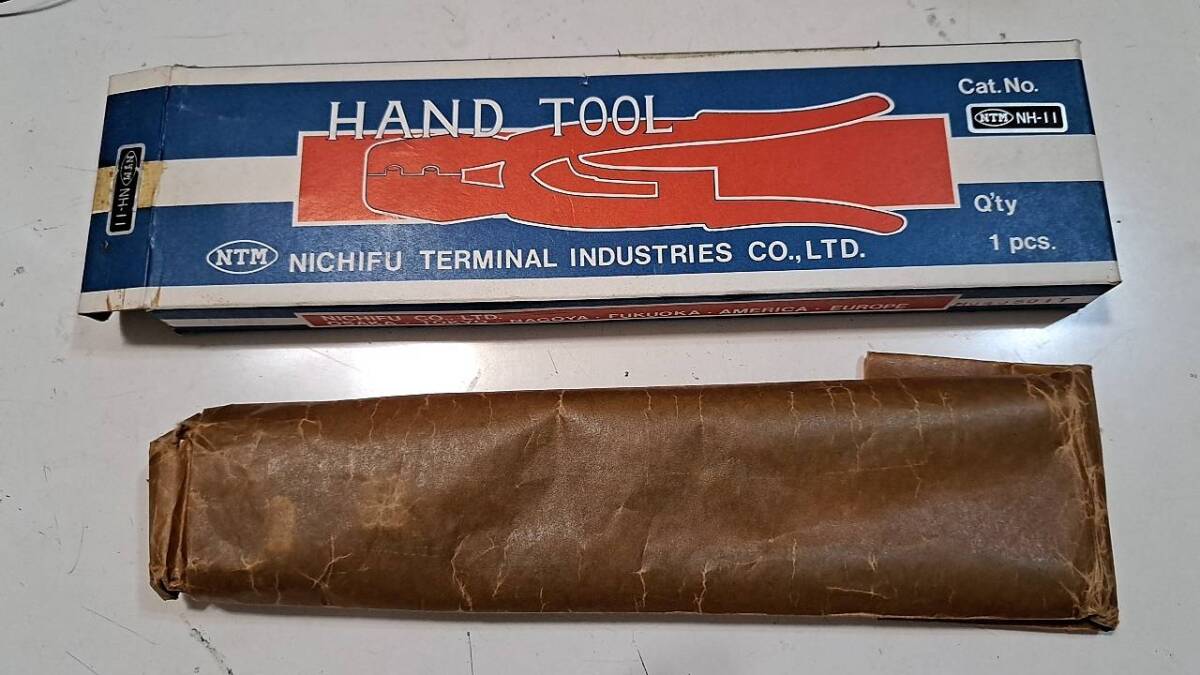 HAND TOOL
Cat.No.
NTM NH-11
NTM NH-11
Q'ty
1 pcs.
NTM NICHIFU TERMINAL INDUSTRIES CO.,LTD.
NICHIFU CO.,LTD.
OSAKA · TOKYO · NAGOYA · FUKUOKA · AMERICA · EUROPE